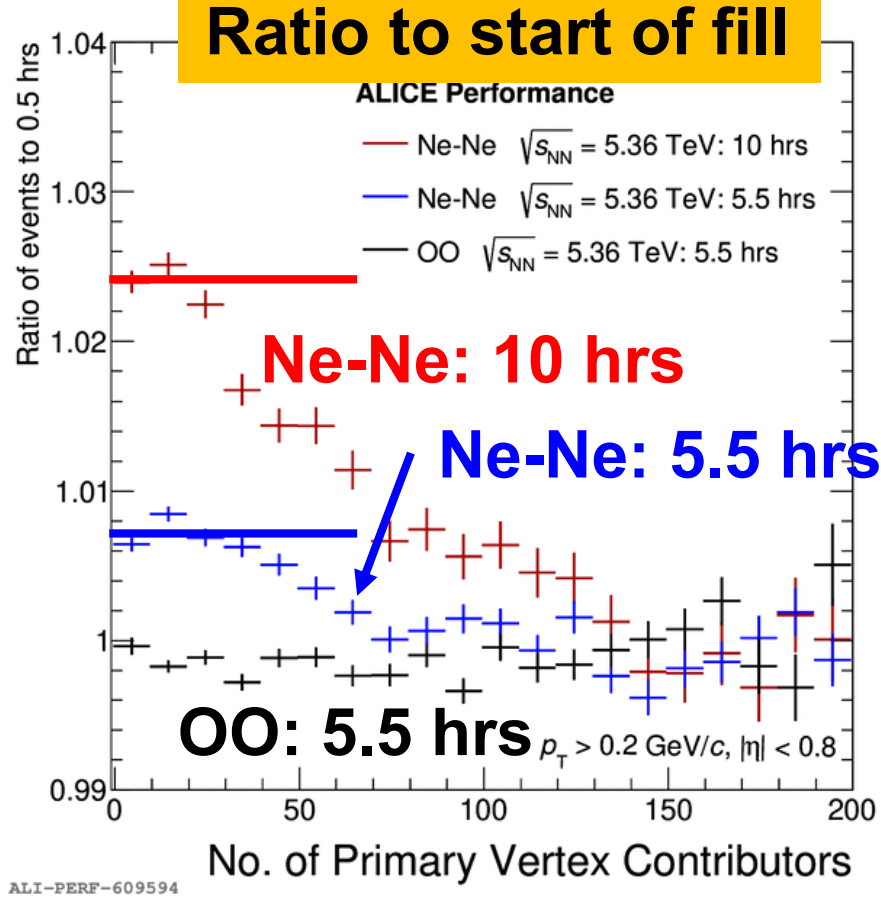 Ratio to start of fill
Ratio of events to 0.5 hrs
1.04
1.03
1.02
1.01
1
0.99
ALICE Performance
Ne-Ne √sNN = 5.36 TeV: 10 hrs
Ne-Ne √sNN = 5.36 TeV: 5.5 hrs
OO √sNN = 5.36 TeV: 5.5 hrs
Ne-Ne: 10 hrs
Ne-Ne: 5.5 hrs
OO: 5.5 hrs
pT > 0.2 GeV/c, |η| < 0.8
0 50 100 150 200
No. of Primary Vertex Contributors
ALI-PERF-609594